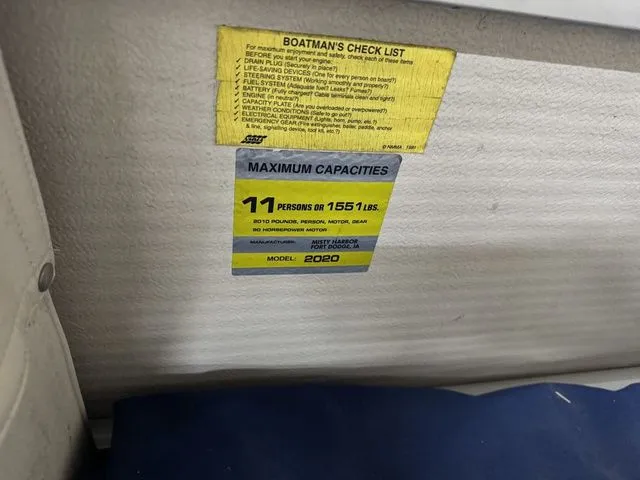 BOATMAN'S CHECK LIST
For maximum enjoyment and safety, check each of these items
BEFORE you start your engine:
✓ DRAIN PLUG (Securely in place?)
✓ LIFE-SAVING DEVICES (One for every person on board?)
✓ STEERING SYSTEM (Working smoothly and properly?)
✓ FUEL SYSTEM (Adequate fuel? Leaks? Fumes?)
✓ BATTERY (Fully charged? Cable terminals clean and tight?)
✓ ENGINE (In neutral?)
✓ CAPACITY PLATE (Are you overloaded or overpowered?)
✓ WEATHER CONDITIONS (Safe to go out?)
✓ ELECTRICAL EQUIPMENT (Lights, horn, pump, etc.?)
✓ EMERGENCY GEAR (Fire extinguisher, bailer, paddle, anchor
& line, signaling device, tool kit, etc.?)
© NMMA, 1991
MAXIMUM CAPACITIES
11 PERSONS OR 1551 LBS.
2010 POUNDS, PERSON, MOTOR, GEAR
90 HORSEPOWER MOTOR
MANUFACTURER: MISTY HARBOR
FORT DODGE, IA
MODEL: 2020